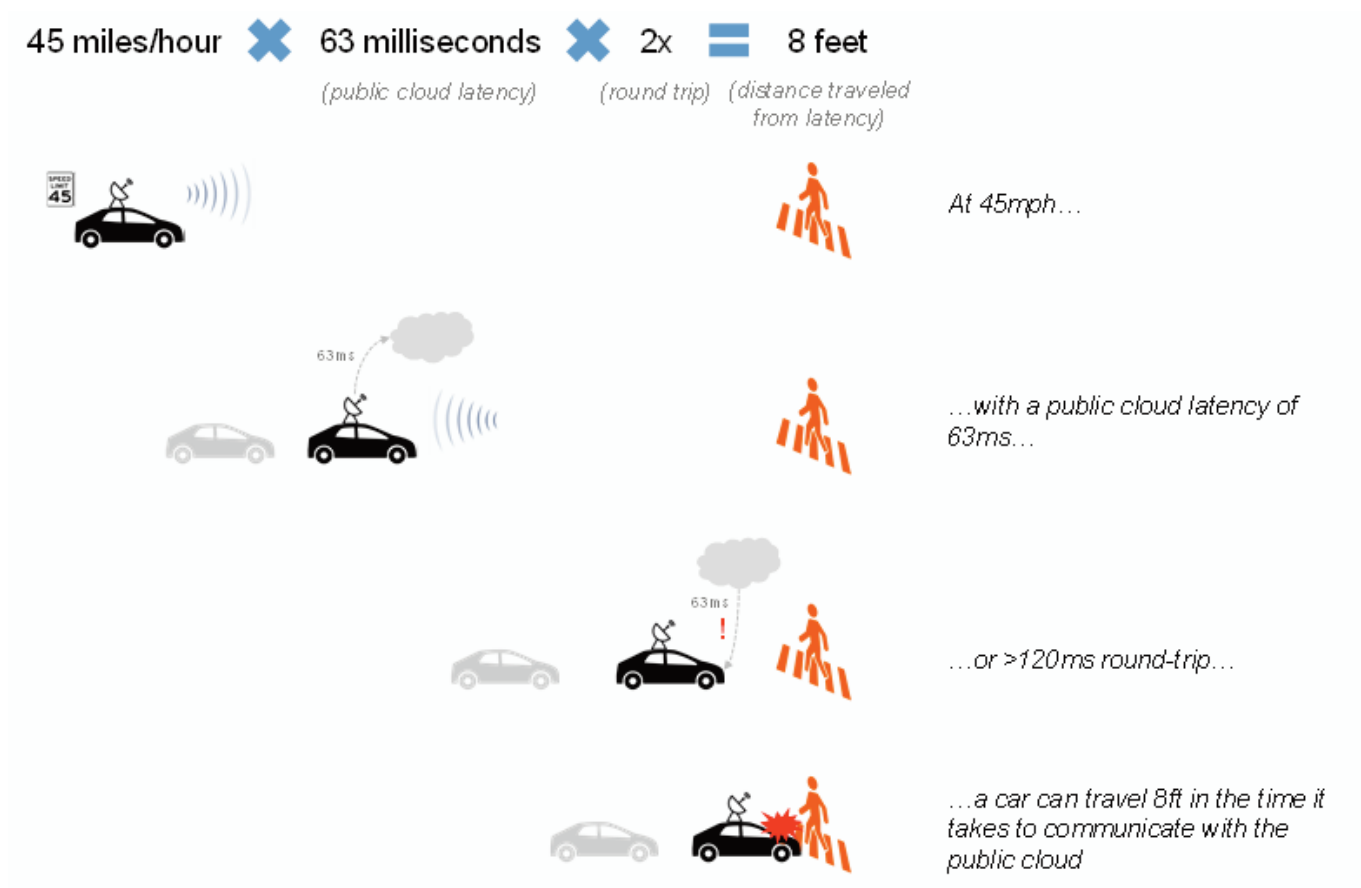 45 miles/hour ✖ 63 milliseconds ✖ 2x = 8 feet
(public cloud latency) (round trip) (distance traveled
from latency)
SPEED
LIMIT
45
At 45mph…
63ms
…with a public cloud latency of
63ms…
63ms
!
…or >120ms round-trip…
…a car can travel 8ft in the time it
takes to communicate with the
public cloud